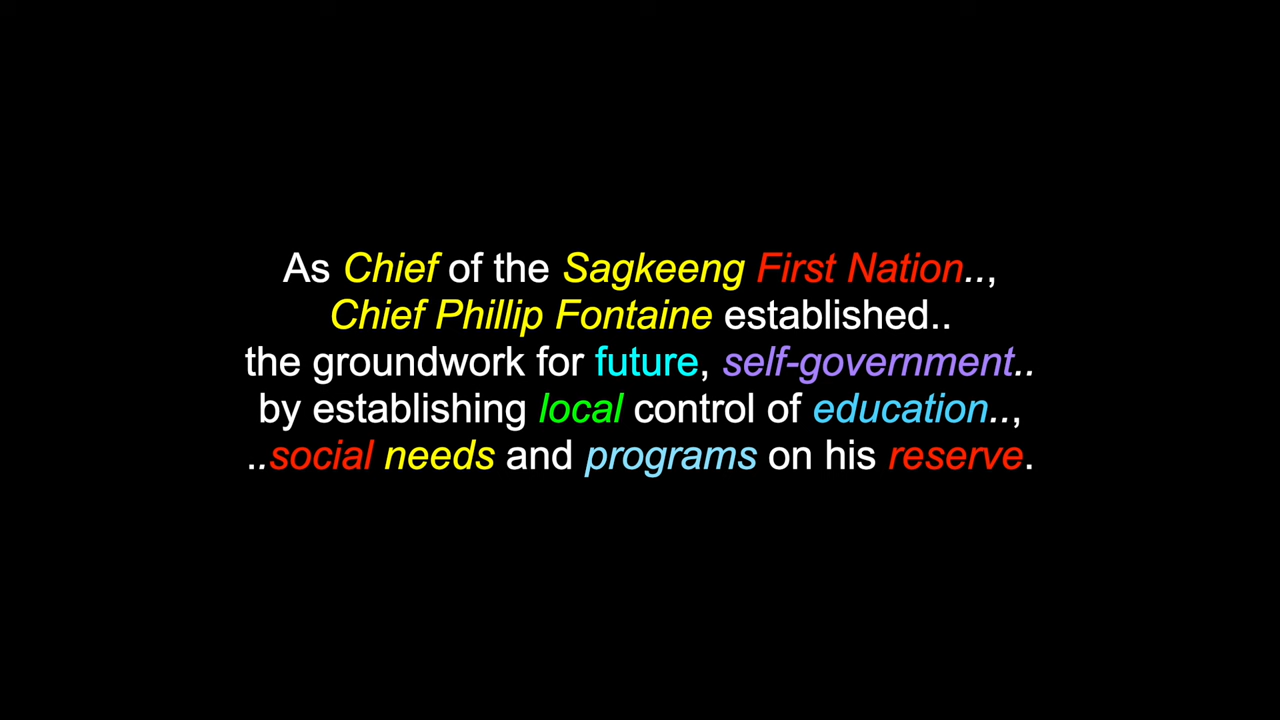 As Chief of the Sagkeeng First Nation..,
Chief Phillip Fontaine established..
the groundwork for future, self-government..
by establishing local control of education..,
..social needs and programs on his reserve.